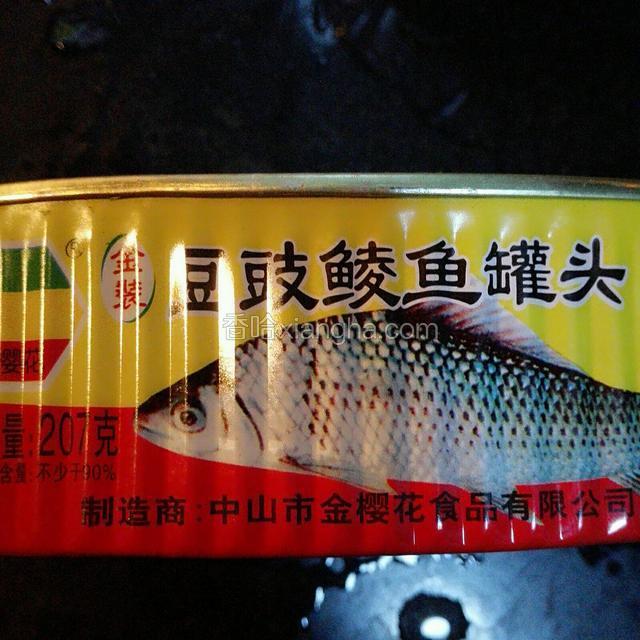 金装
豆豉鲮鱼罐头
香哈xiangha.com
樱花
量:207克
含量:不少于90%
制造商:中山市金樱花食品有限公司